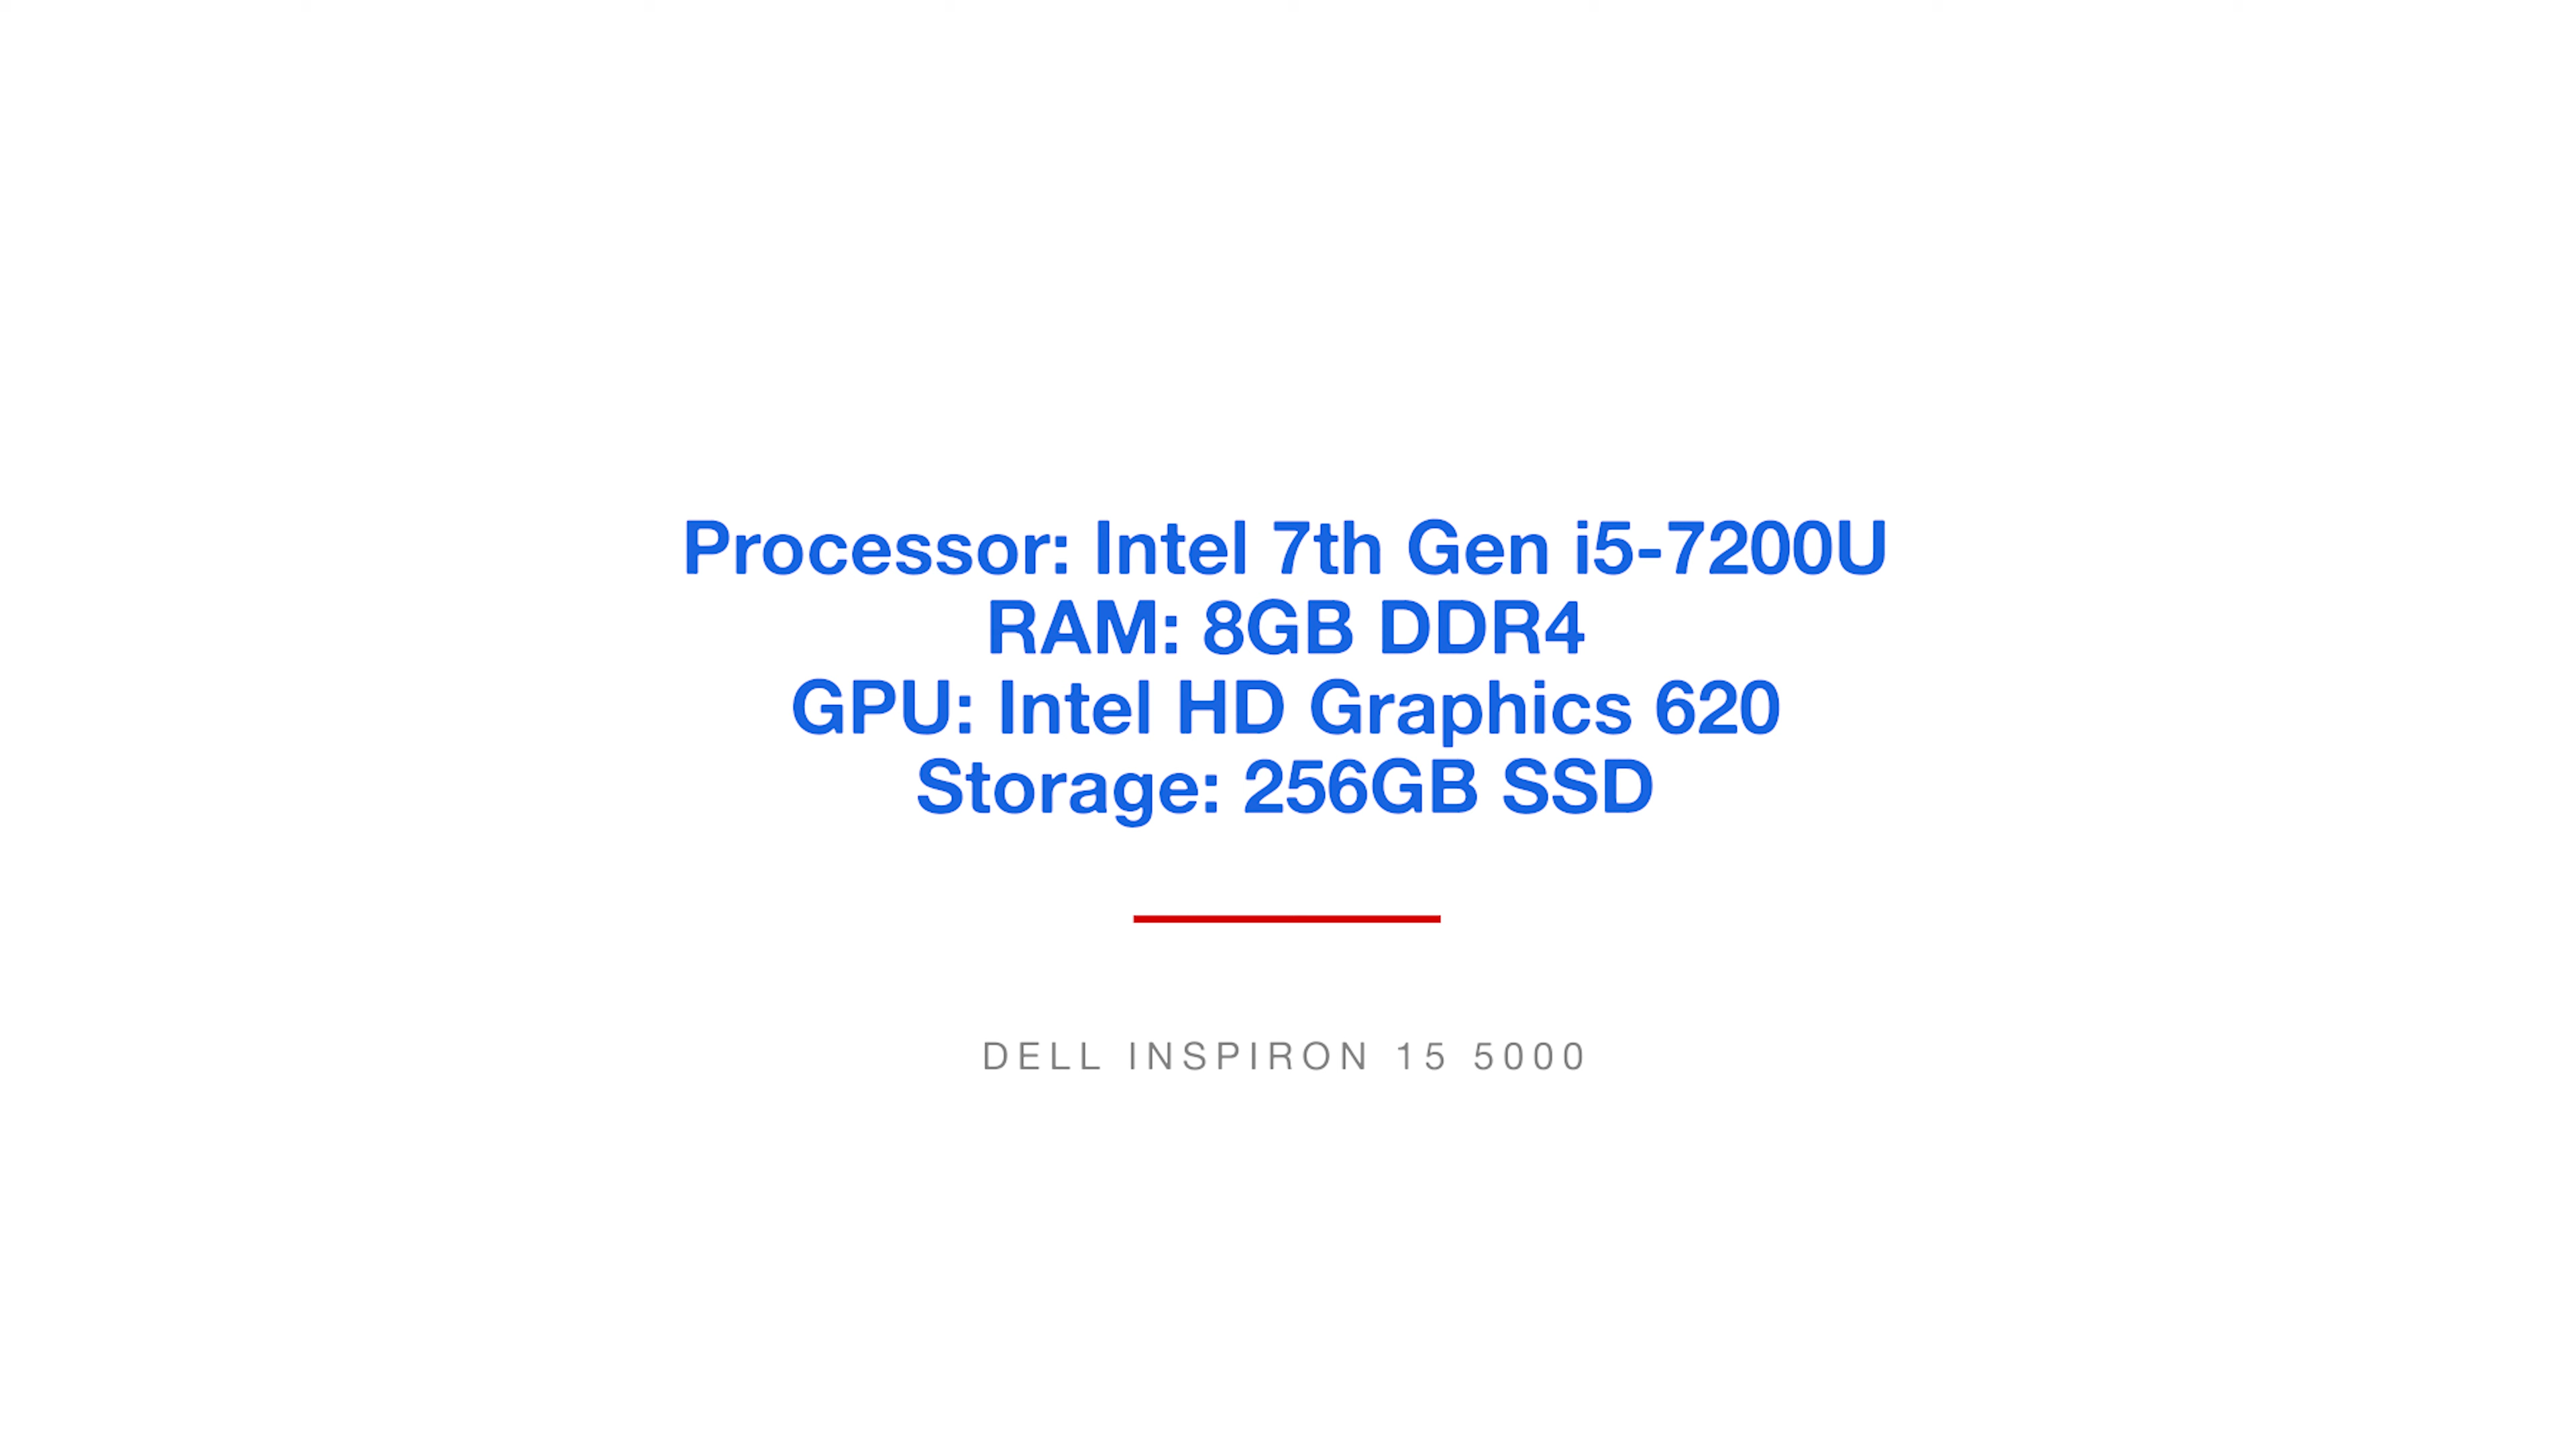 Processor: Intel 7th Gen i5-7200U
RAM: 8GB DDR4
GPU: Intel HD Graphics 620
Storage: 256GB SSD
DELL INSPIRON 15 5000